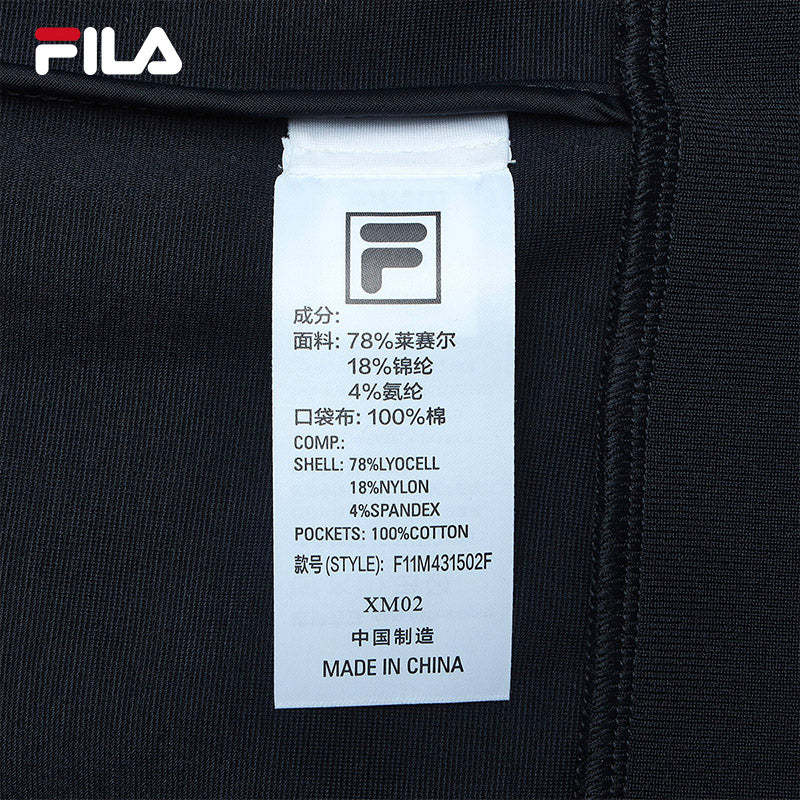 FILA
F
成分:
面料: 78%莱赛尔
18%锦纶
4%氨纶
口袋布: 100%棉
COMP.:
SHELL: 78%LYOCELL
18%NYLON
4%SPANDEX
POCKETS: 100%COTTON
款号(STYLE): F11M431502F
XM02
中国制造
MADE IN CHINA